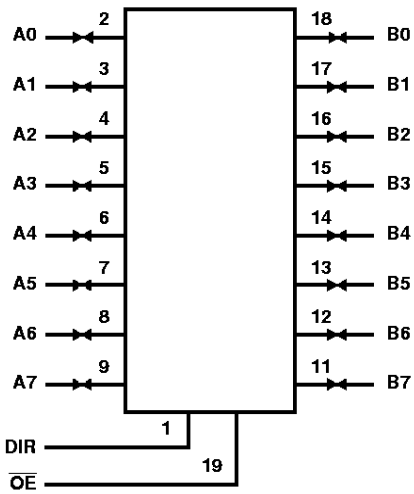 A0 2 18 B0
A1 3 17 B1
A2 4 16 B2
A3 5 15 B3
A4 6 14 B4
A5 7 13 B5
A6 8 12 B6
A7 9 11 B7
DIR 1
O̅E̅ 19